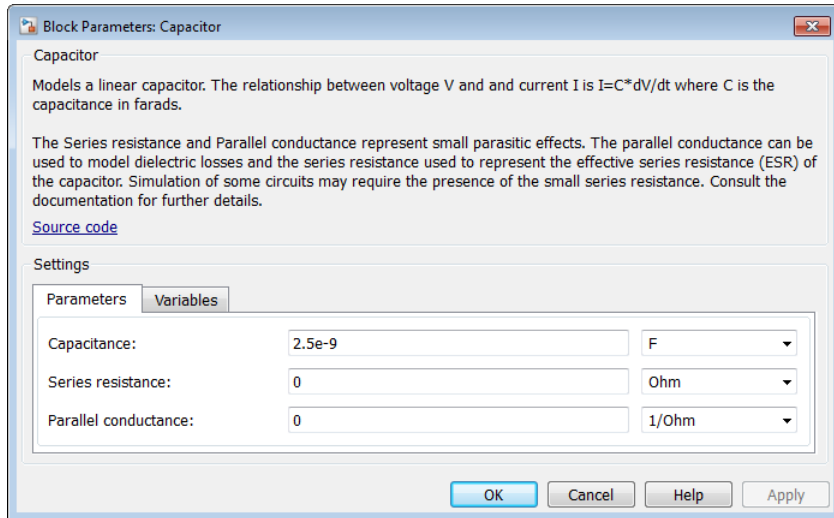 Block Parameters: Capacitor
Capacitor
Models a linear capacitor. The relationship between voltage V and and current I is I=C*dV/dt where C is the
capacitance in farads.
The Series resistance and Parallel conductance represent small parasitic effects. The parallel conductance can be
used to model dielectric losses and the series resistance used to represent the effective series resistance (ESR) of
the capacitor. Simulation of some circuits may require the presence of the small series resistance. Consult the
documentation for further details.
Source code
Settings
Parameters Variables
Capacitance: 2.5e-9 F
Series resistance: 0 Ohm
Parallel conductance: 0 1/Ohm
OK Cancel Help Apply